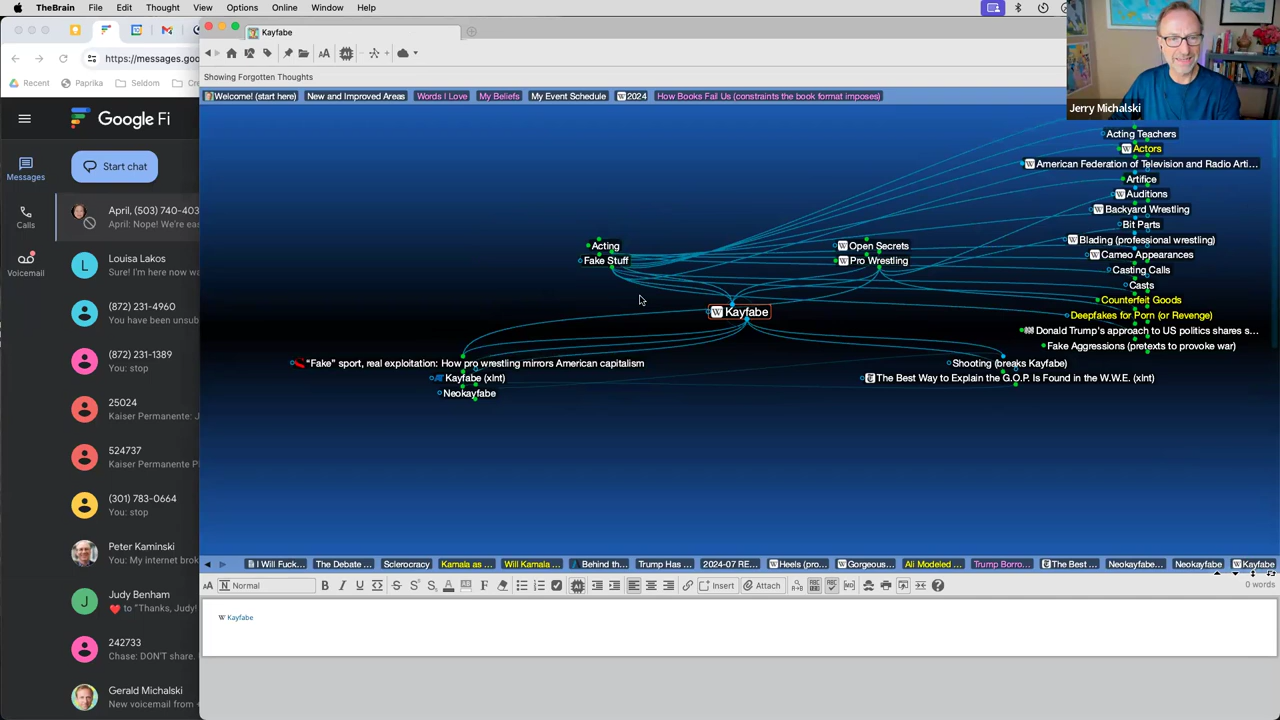 TheBrain File Edit Thought View Options Online Window Help
https://messages.goo
Recent Paprika Seldom Cre
Google Fi
Start chat
Messages
Calls
Voicemail
April, (503) 740-403
April: Nope! We're eas
Louisa Lakos
Sure! I'm here now wa
(872) 231-4960
You have been unsub
(872) 231-1389
You: stop
25024
Kaiser Permanente: P
524737
Kaiser Permanente Pl
(301) 783-0664
You: stop
Peter Kaminski
You: My internet brok
Judy Benham
to "Thanks, Judy!
242733
Chase: DON'T share.
Gerald Michalski
New voicemail from +
Kayfabe
Showing Forgotten Thoughts
Welcome! (start here) New and Improved Areas Words I Love My Beliefs My Event Schedule 2024 How Books Fail Us (constraints the book format imposes)
Jerry Michalski
Acting Teachers
Actors
American Federation of Television and Radio Arti...
Artifice
Auditions
Backyard Wrestling
Bit Parts
Blading (professional wrestling)
Cameo Appearances
Casting Calls
Casts
Counterfeit Goods
Deepfakes for Porn (or Revenge)
Donald Trump's approach to US politics shares s...
Fake Aggressions (pretexts to provoke war)
Acting
Fake Stuff
Open Secrets
Pro Wrestling
Kayfabe
"Fake" sport, real exploitation: How pro wrestling mirrors American capitalism
Kayfabe (xInt)
Neokayfabe
Shooting (breaks Kayfabe)
The Best Way to Explain the G.O.P. Is Found in the W.W.E. (xInt)
I Will Fuck... The Debate ... Sclerocracy Kamala as ... Will Kamala ... Behind th... Trump Has ... 2024-07 RE... Heels (pro... Gorgeous... Ali Modeled ... Trump Borro... The Best ... Neokayfabe... Neokayfabe Kayfabe
Normal B I U S Insert Attach 0 words
Kayfabe